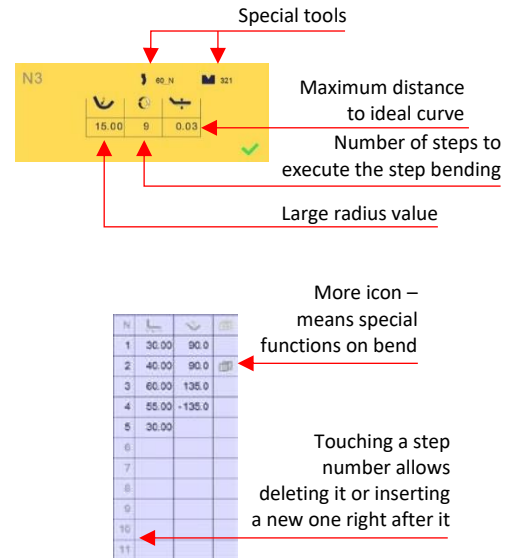 Special tools
N3
60_N
321
Maximum distance
to ideal curve
15.00 9 0.03
Number of steps to
execute the step bending
Large radius value
More icon –
means special
functions on bend
N
1 30.00 90.0
2 40.00 90.0
3 60.00 135.0
4 55.00 -135.0
5 30.00
6
7
8
9
10
11
Touching a step
number allows
deleting it or inserting
a new one right after it